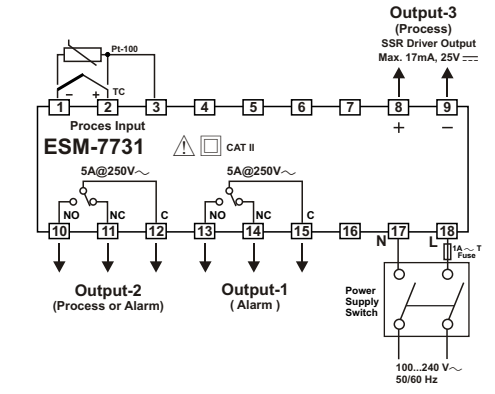 Output-3
(Process)
SSR Driver Output
Max. 17mA, 25V
Pt-100
TC
− +
1 2 3 4 5 6 7 8 9
Proces Input
+ −
ESM-7731
CAT II
5A@250V～ 5A@250V～
NO NC C NO NC C
10 11 12 13 14 15 16 17 18
N L
1A～ T
Fuse
Output-2
(Process or Alarm)
Output-1
( Alarm )
Power
Supply
Switch
100...240 V～
50/60 Hz